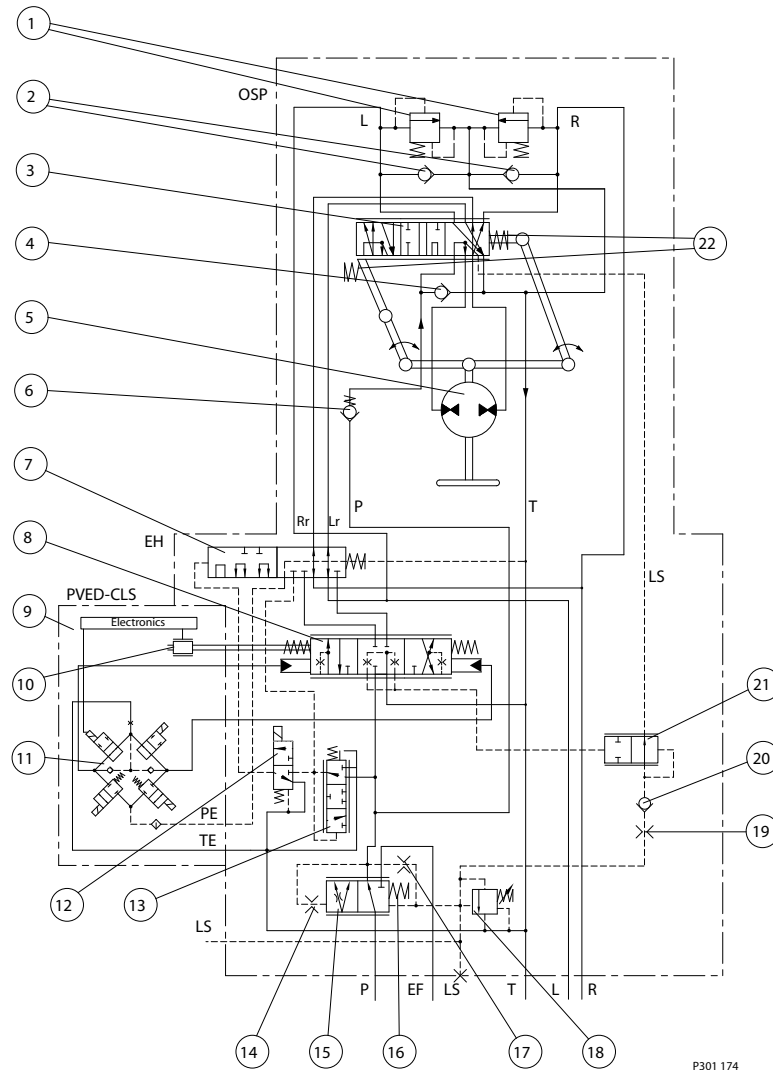 1
OSP
L
R
2
3
4
22
5
6
P
T
7
Rr
Lr
EH
8
LS
PVED-CLS
9
Electronics
10
21
11
20
12
PE
TE
13
19
LS
P
EF
LS
T
L
R
14
15
16
17
18
P301 174